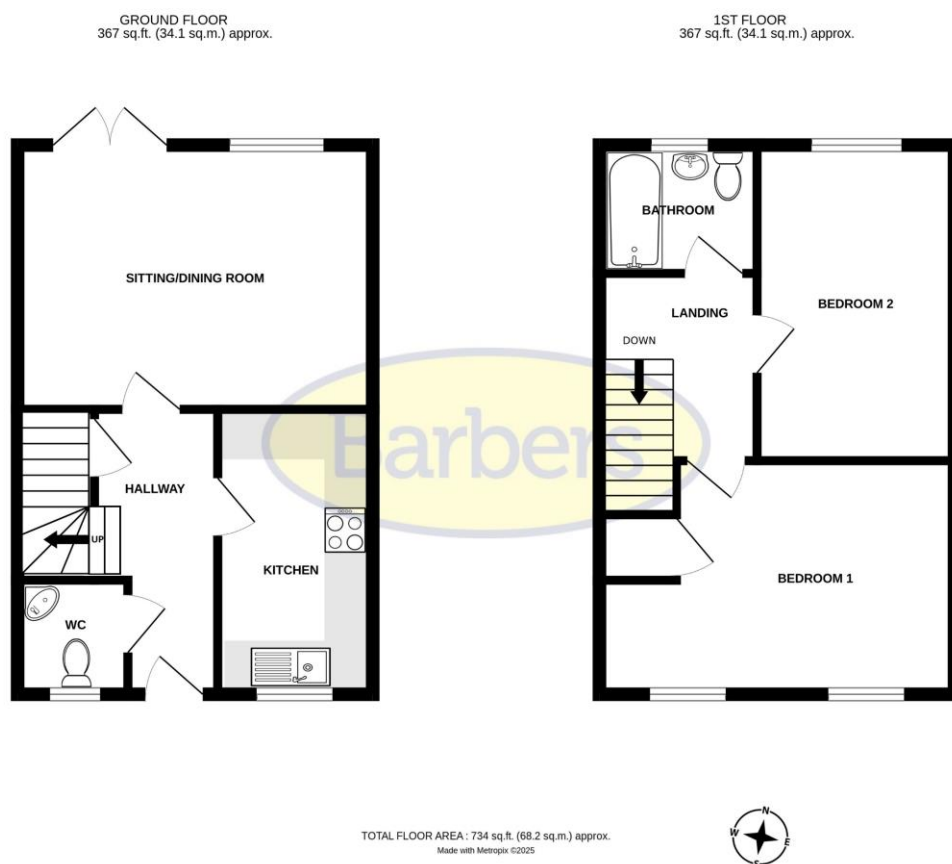 GROUND FLOOR
367 sq.ft. (34.1 sq.m.) approx.
1ST FLOOR
367 sq.ft. (34.1 sq.m.) approx.
SITTING/DINING ROOM
HALLWAY
UP
KITCHEN
WC
BATHROOM
LANDING
DOWN
BEDROOM 2
BEDROOM 1
Barbers
TOTAL FLOOR AREA : 734 sq.ft. (68.2 sq.m.) approx.
Made with Metropix ©2025
N
W
E
S